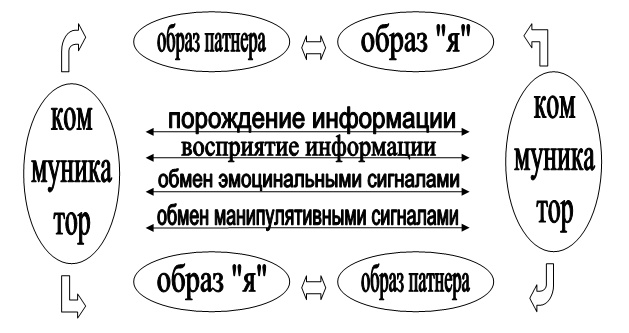 образ патнера
образ "я"
ком
муника
тор
порождение информации
восприятие информации
обмен эмоцинальными сигналами
обмен манипулятивными сигналами
ком
муника
тор
образ "я"
образ патнера